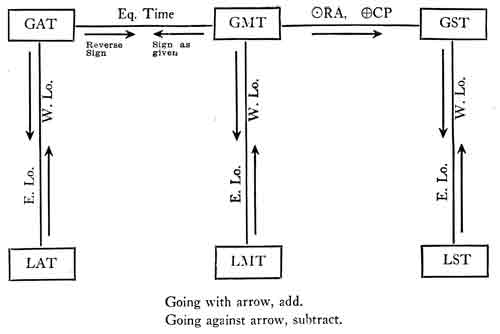 GAT Eq. Time GMT ⊙RA, ⊕CP GST
Reverse Sign as
Sign given
W. Lo. W. Lo. W. Lo.
E. Lo. E. Lo. E. Lo.
LAT LMT LST
Going with arrow, add.
Going against arrow, subtract.